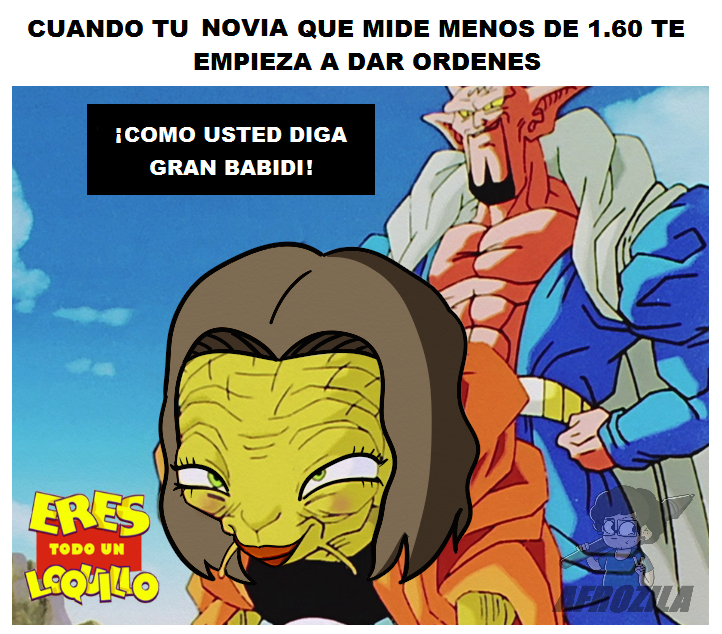 CUANDO TU NOVIA QUE MIDE MENOS DE 1.60 TE
EMPIEZA A DAR ORDENES
¡COMO USTED DIGA
GRAN BABIDI!
ERES
TODO UN
LOQUILLO
AFROZILA